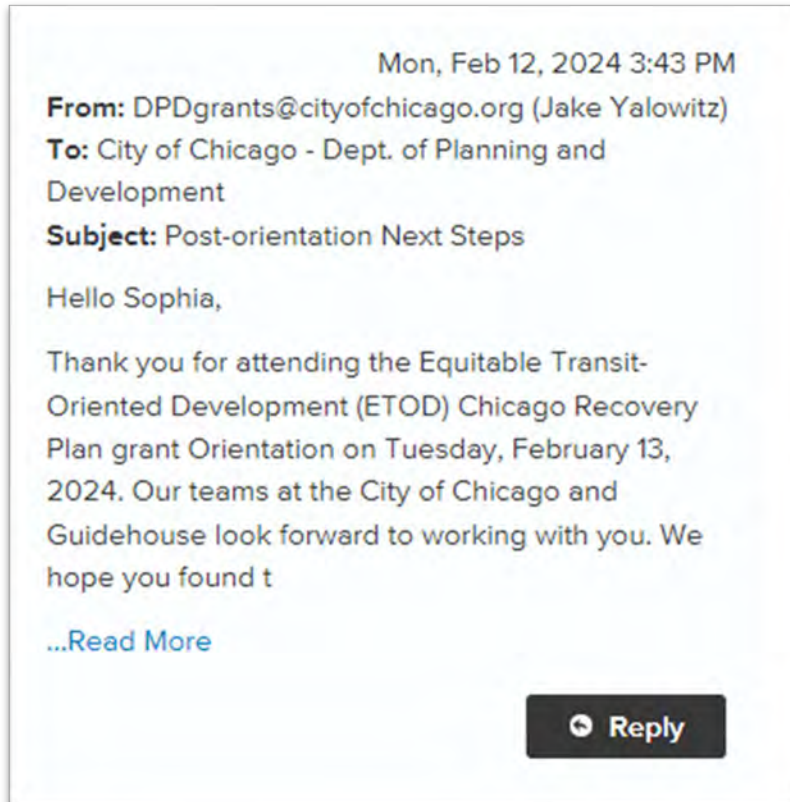 Mon, Feb 12, 2024 3:43 PM
From: DPDgrants@cityofchicago.org (Jake Yalowitz)
To: City of Chicago - Dept. of Planning and
Development
Subject: Post-orientation Next Steps
Hello Sophia,
Thank you for attending the Equitable Transit-
Oriented Development (ETOD) Chicago Recovery
Plan grant Orientation on Tuesday, February 13,
2024. Our teams at the City of Chicago and
Guidehouse look forward to working with you. We
hope you found t
...Read More
Reply